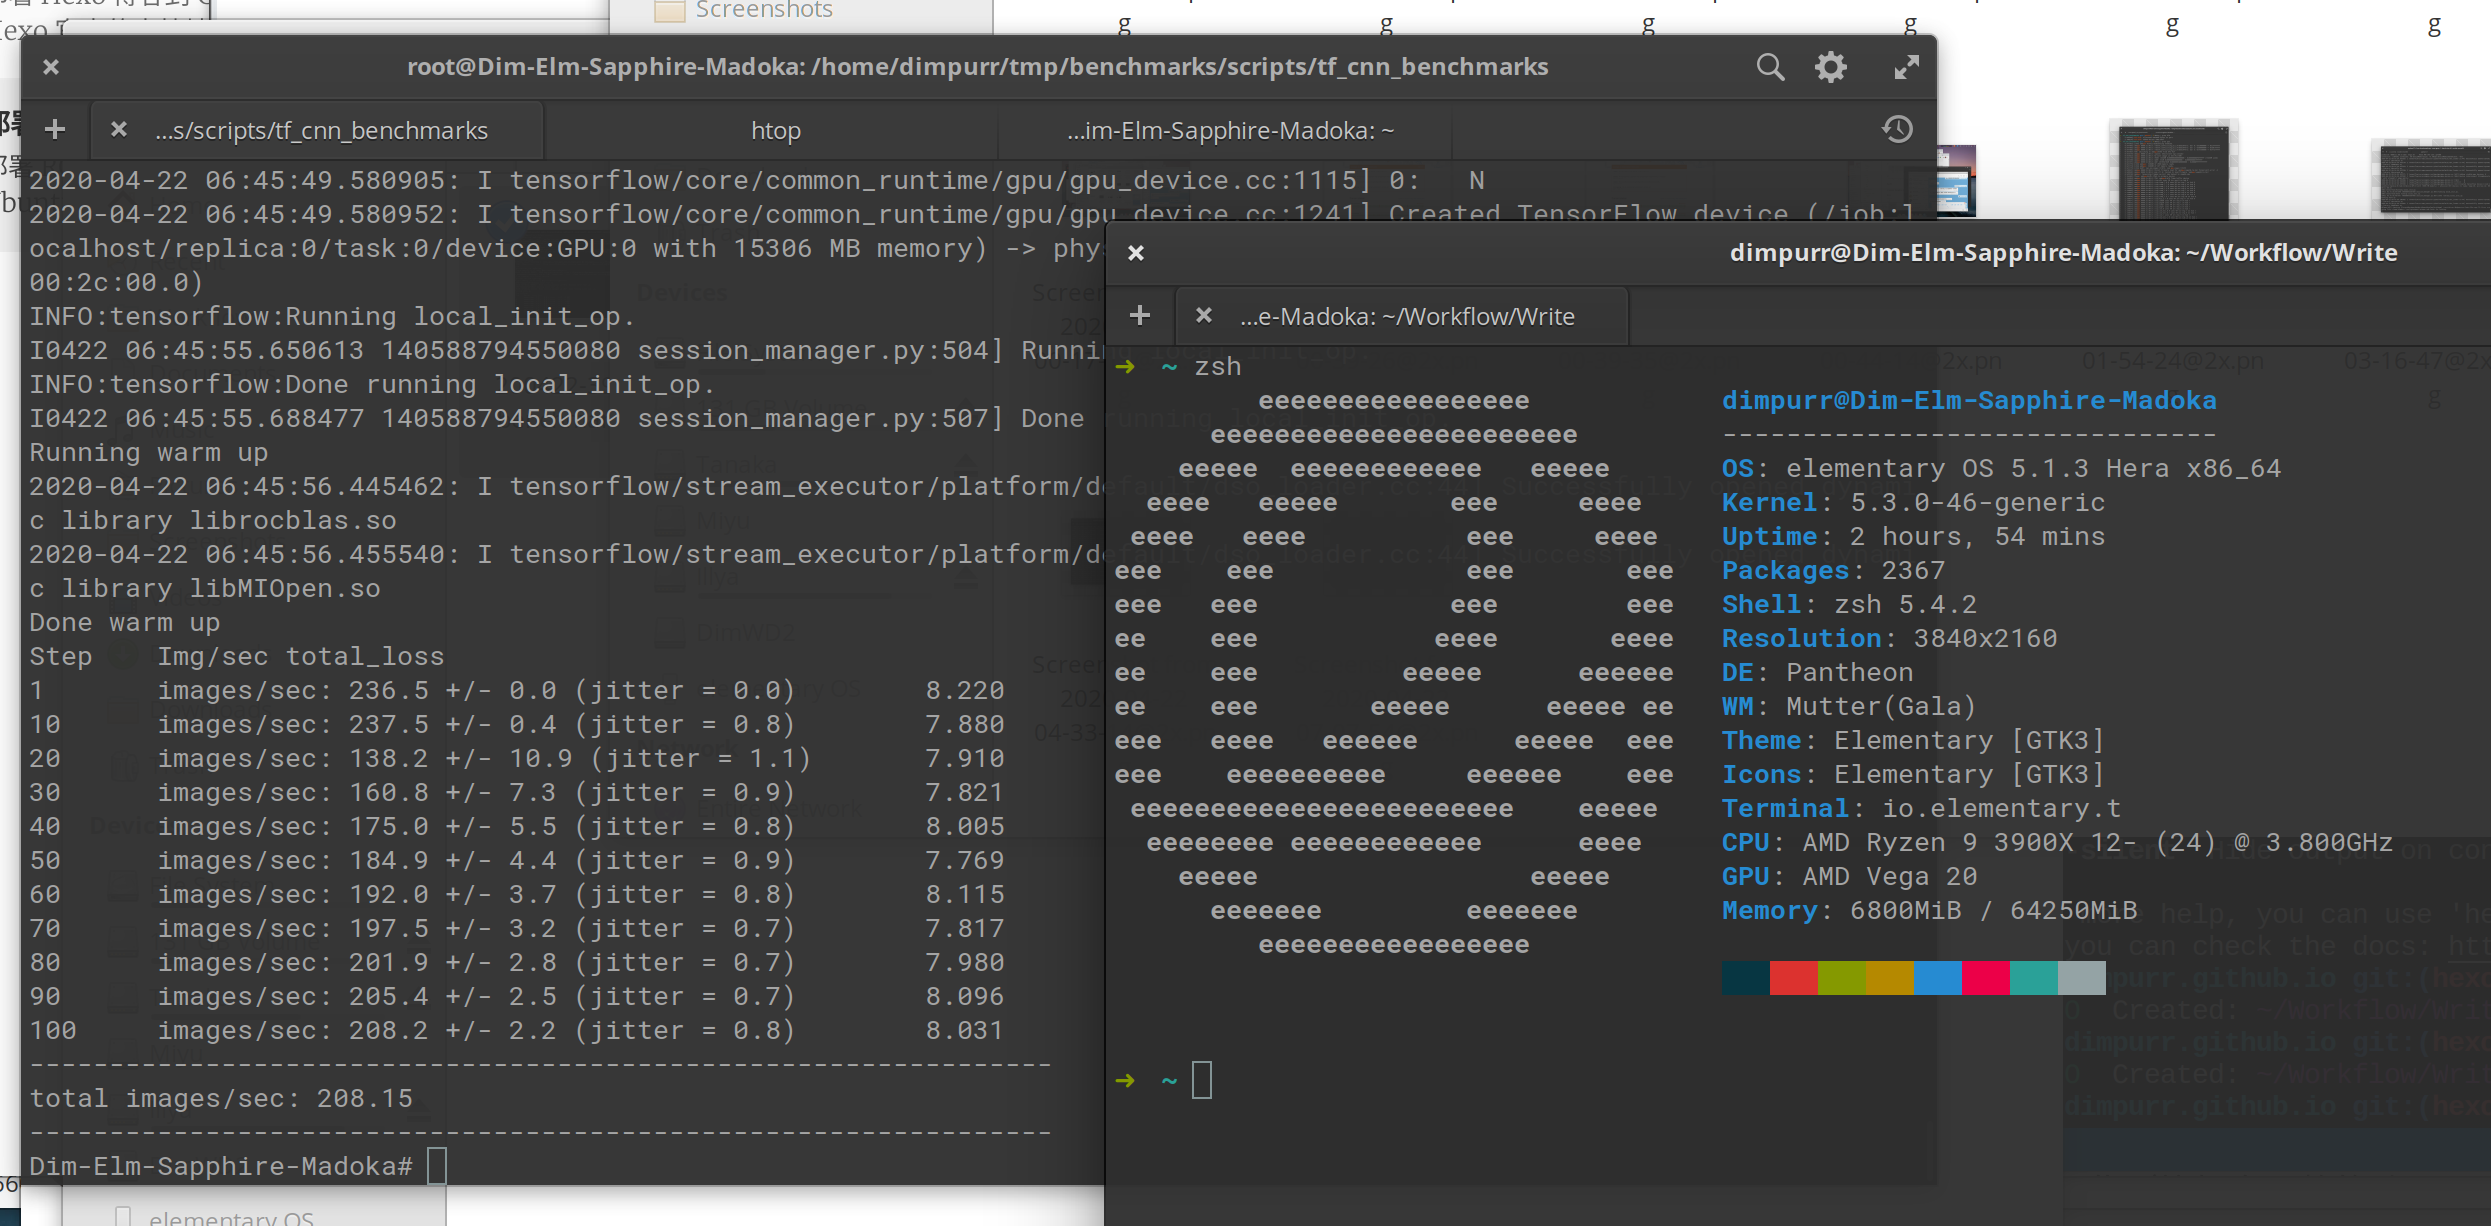 Screenshots
g g g g g g
root@Dim-Elm-Sapphire-Madoka: /home/dimpurr/tmp/benchmarks/scripts/tf_cnn_benchmarks
...s/scripts/tf_cnn_benchmarks
htop
...im-Elm-Sapphire-Madoka: ~
2020-04-22 06:45:49.580905: I tensorflow/core/common_runtime/gpu/gpu_device.cc:1115] 0:   N
2020-04-22 06:45:49.580952: I tensorflow/core/common_runtime/gpu/gpu_device.cc:1241] Created TensorFlow device (/job:l
ocalhost/replica:0/task:0/device:GPU:0 with 15306 MB memory) -> phys
00:2c:00.0)
INFO:tensorflow:Running local_init_op.
I0422 06:45:55.650613 140588794550080 session_manager.py:504] Running local_init_op.
INFO:tensorflow:Done running local_init_op.
I0422 06:45:55.688477 140588794550080 session_manager.py:507] Done running local_init_op.
Running warm up
2020-04-22 06:45:56.445462: I tensorflow/stream_executor/platform/default/dso_loader.cc:44] Successfully opened dynami
c library librocblas.so
2020-04-22 06:45:56.455540: I tensorflow/stream_executor/platform/default/dso_loader.cc:44] Successfully opened dynami
c library libMIOpen.so
Done warm up
Step    Img/sec total_loss
1       images/sec: 236.5 +/- 0.0 (jitter = 0.0)        8.220
10      images/sec: 237.5 +/- 0.4 (jitter = 0.8)        7.880
20      images/sec: 138.2 +/- 10.9 (jitter = 1.1)       7.910
30      images/sec: 160.8 +/- 7.3 (jitter = 0.9)        7.821
40      images/sec: 175.0 +/- 5.5 (jitter = 0.8)        8.005
50      images/sec: 184.9 +/- 4.4 (jitter = 0.9)        7.769
60      images/sec: 192.0 +/- 3.7 (jitter = 0.8)        8.115
70      images/sec: 197.5 +/- 3.2 (jitter = 0.7)        7.817
80      images/sec: 201.9 +/- 2.8 (jitter = 0.7)        7.980
90      images/sec: 205.4 +/- 2.5 (jitter = 0.7)        8.096
100     images/sec: 208.2 +/- 2.2 (jitter = 0.8)        8.031
----------------------------------------------------------------
total images/sec: 208.15
----------------------------------------------------------------
Dim-Elm-Sapphire-Madoka#
elementary OS
dimpurr@Dim-Elm-Sapphire-Madoka: ~/Workflow/Write
...e-Madoka: ~/Workflow/Write
➜  ~ zsh
         eeeeeeeeeeeeeeeee            dimpurr@Dim-Elm-Sapphire-Madoka
      eeeeeeeeeeeeeeeeeeeeeee         -------------------------------
    eeeee  eeeeeeeeeeee   eeeee       OS: elementary OS 5.1.3 Hera x86_64
  eeee   eeeee       eee     eeee     Kernel: 5.3.0-46-generic
 eeee   eeee          eee     eeee    Uptime: 2 hours, 54 mins
eee    eee            eee       eee   Packages: 2367
eee   eee            eee        eee   Shell: zsh 5.4.2
ee    eee           eeee       eeee   Resolution: 3840x2160
ee    eee         eeeee      eeeeee   DE: Pantheon
ee    eee       eeeee      eeeee ee   WM: Mutter(Gala)
eee   eeee   eeeeee      eeeee  eee   Theme: Elementary [GTK3]
eee    eeeeeeeeee     eeeeee    eee   Icons: Elementary [GTK3]
 eeeeeeeeeeeeeeeeeeeeeeee    eeeee    Terminal: io.elementary.t
  eeeeeeee eeeeeeeeeeee      eeee     CPU: AMD Ryzen 9 3900X 12- (24) @ 3.800GHz
    eeeee                 eeeee       GPU: AMD Vega 20
      eeeeeee         eeeeeee         Memory: 6800MiB / 64250MiB
         eeeeeeeeeeeeeeeee
➜  ~